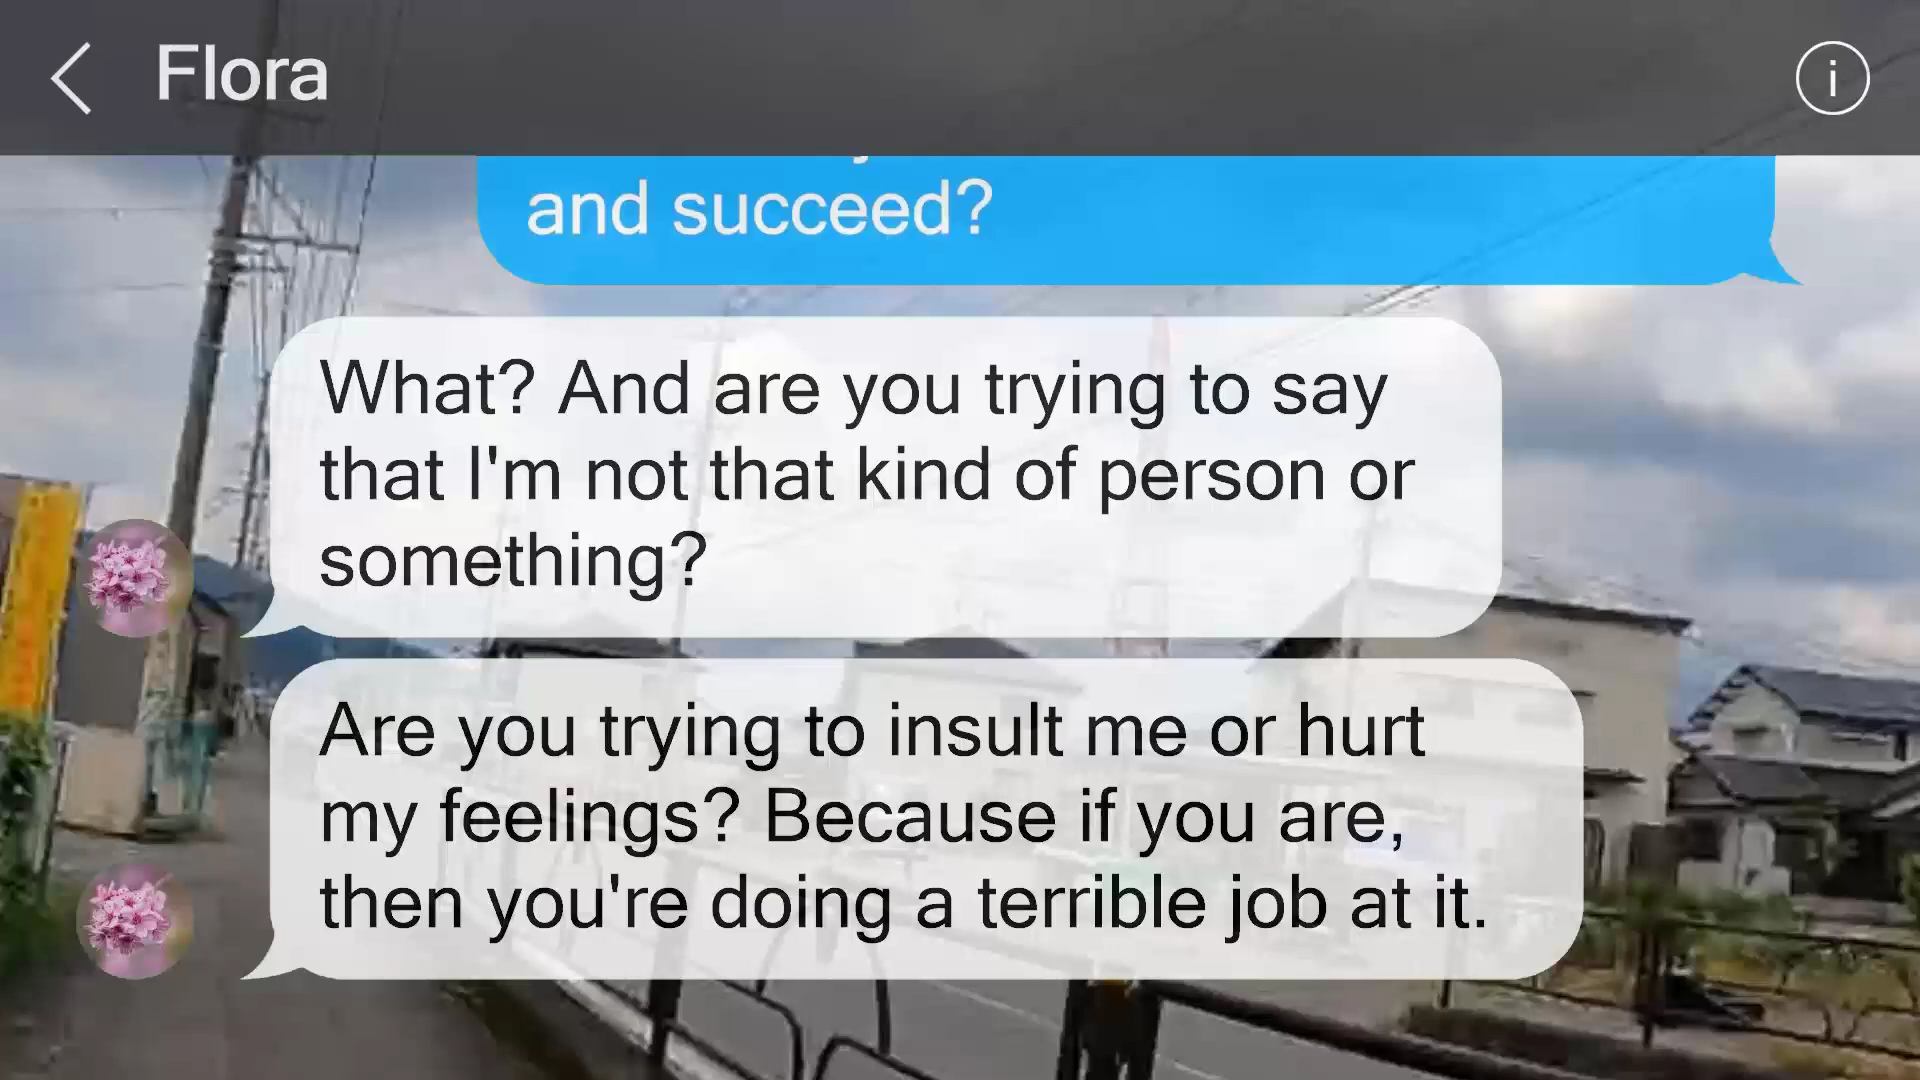 Flora
and succeed?
What? And are you trying to say
that I'm not that kind of person or
something?
Are you trying to insult me or hurt
my feelings? Because if you are,
then you're doing a terrible job at it.